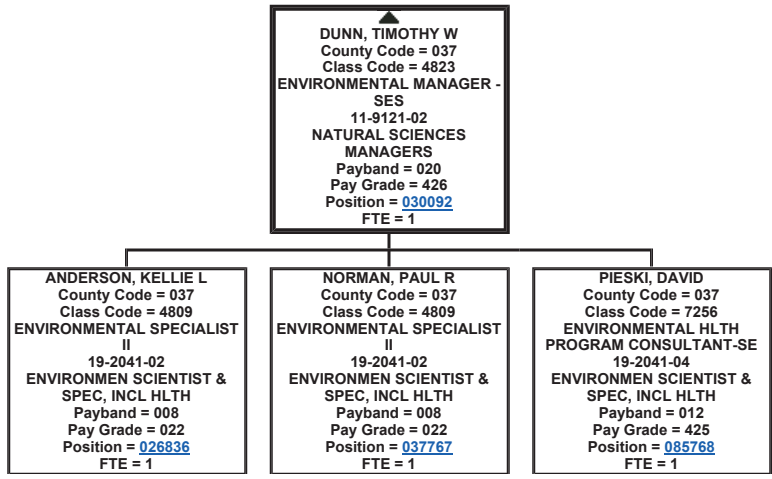 DUNN, TIMOTHY W
County Code = 037
Class Code = 4823
ENVIRONMENTAL MANAGER -
SES
11-9121-02
NATURAL SCIENCES
MANAGERS
Payband = 020
Pay Grade = 426
Position = 030092
FTE = 1
ANDERSON, KELLIE L
County Code = 037
Class Code = 4809
ENVIRONMENTAL SPECIALIST
II
19-2041-02
ENVIRONMEN SCIENTIST &
SPEC, INCL HLTH
Payband = 008
Pay Grade = 022
Position = 026836
FTE = 1
NORMAN, PAUL R
County Code = 037
Class Code = 4809
ENVIRONMENTAL SPECIALIST
II
19-2041-02
ENVIRONMEN SCIENTIST &
SPEC, INCL HLTH
Payband = 008
Pay Grade = 022
Position = 037767
FTE = 1
PIESKI, DAVID
County Code = 037
Class Code = 7256
ENVIRONMENTAL HLTH
PROGRAM CONSULTANT-SE
19-2041-04
ENVIRONMEN SCIENTIST &
SPEC, INCL HLTH
Payband = 012
Pay Grade = 425
Position = 085768
FTE = 1